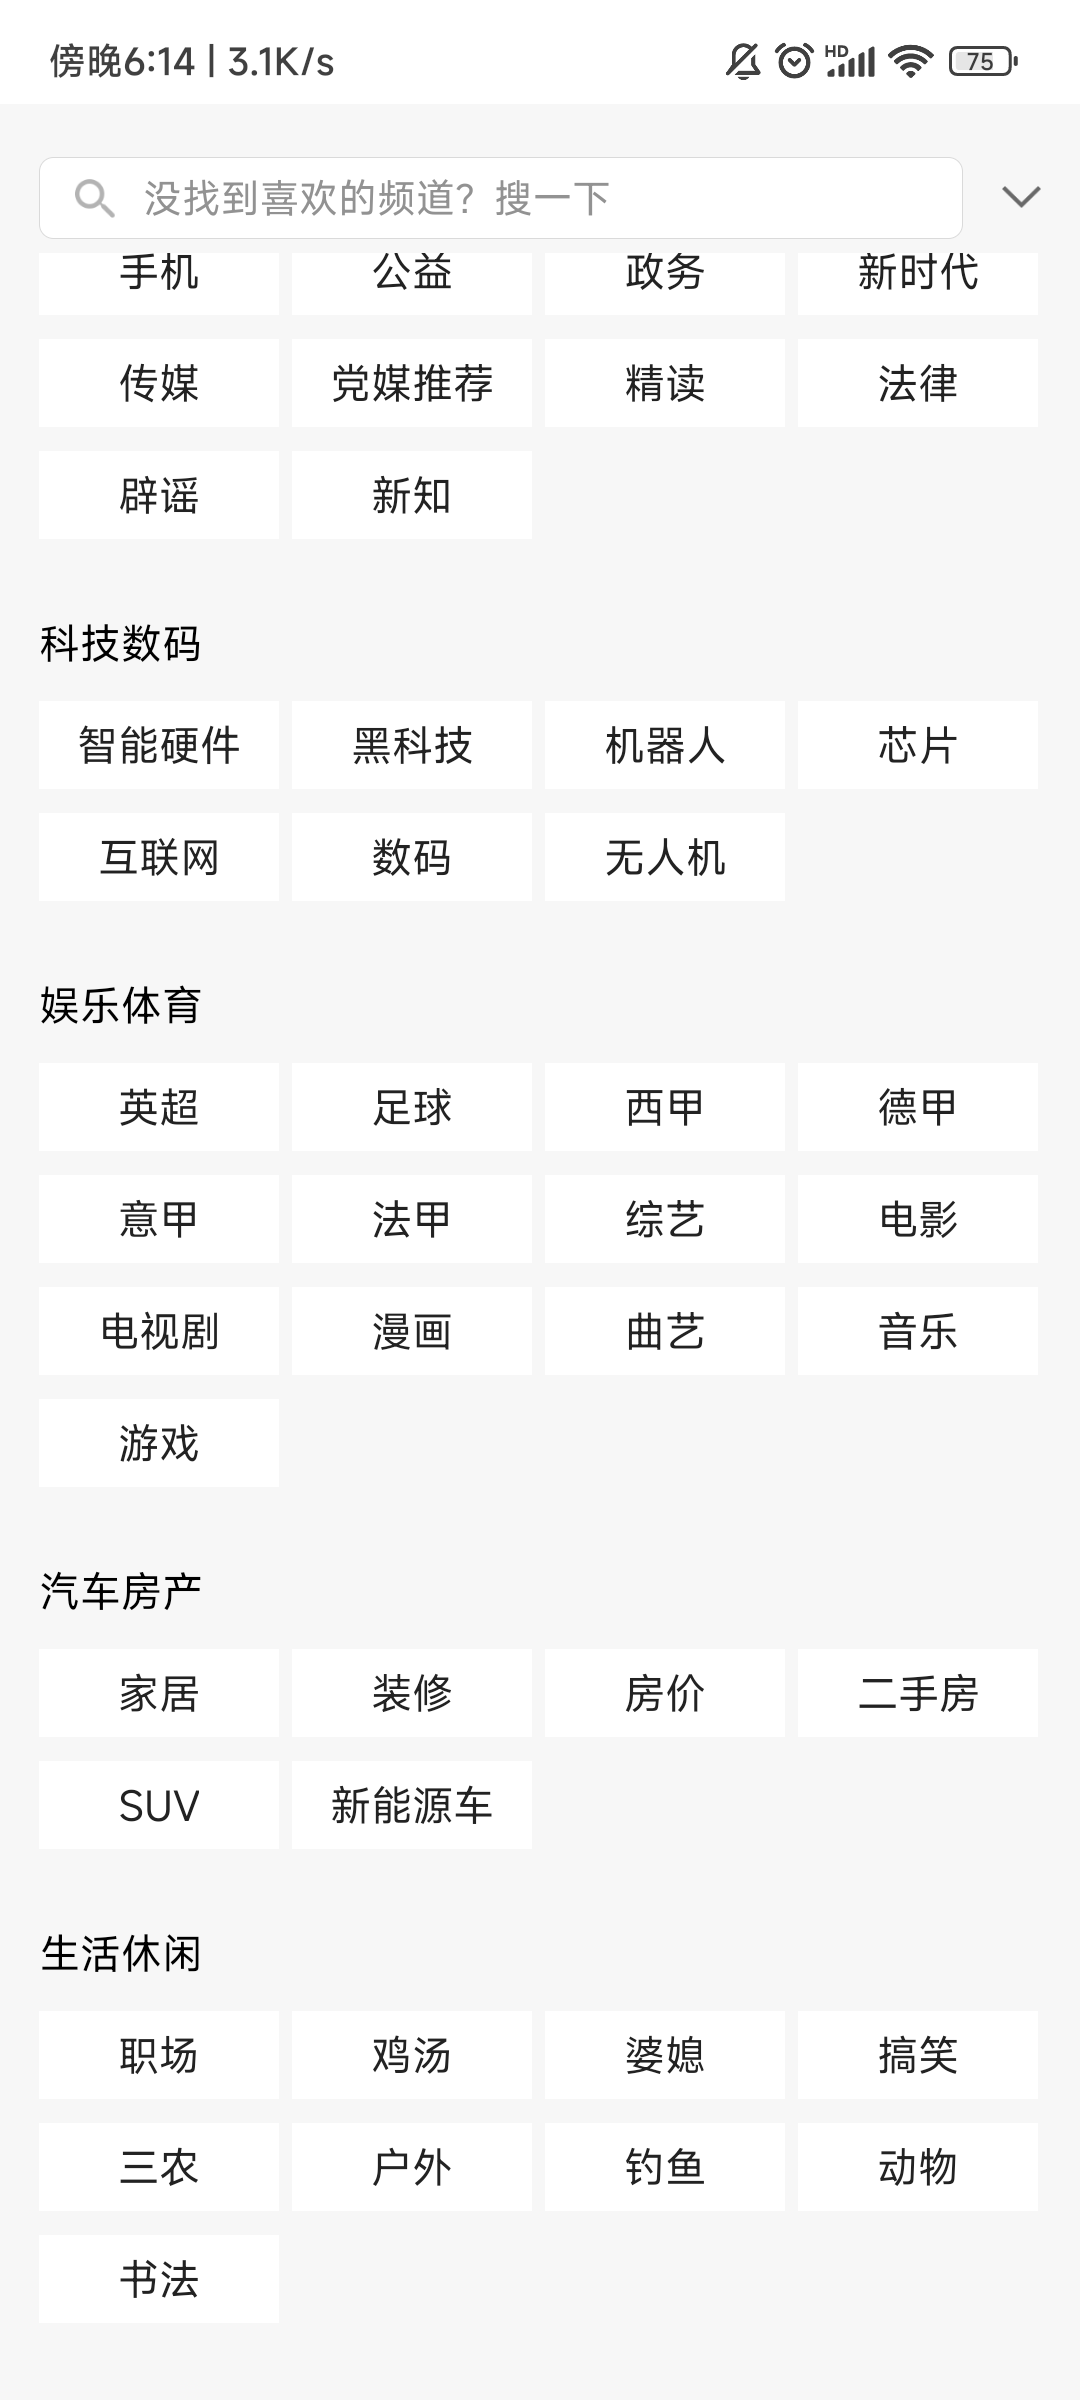 傍晚6:14 | 3.1K/s HD 75
没找到喜欢的频道？搜一下
手机 公益 政务 新时代
传媒 党媒推荐 精读 法律
辟谣 新知
科技数码
智能硬件 黑科技 机器人 芯片
互联网 数码 无人机
娱乐体育
英超 足球 西甲 德甲
意甲 法甲 综艺 电影
电视剧 漫画 曲艺 音乐
游戏
汽车房产
家居 装修 房价 二手房
SUV 新能源车
生活休闲
职场 鸡汤 婆媳 搞笑
三农 户外 钓鱼 动物
书法